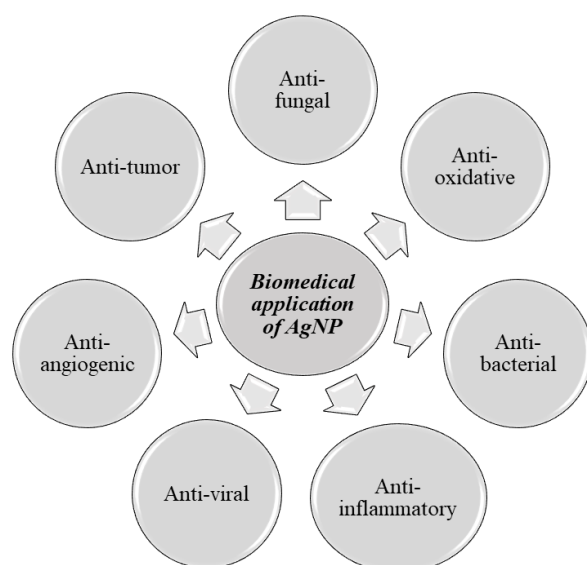 Anti-
fungal
Anti-
oxidative
Anti-
bacterial
Anti-
inflammatory
Anti-viral
Anti-
angiogenic
Anti-tumor
Biomedical
application
of AgNP